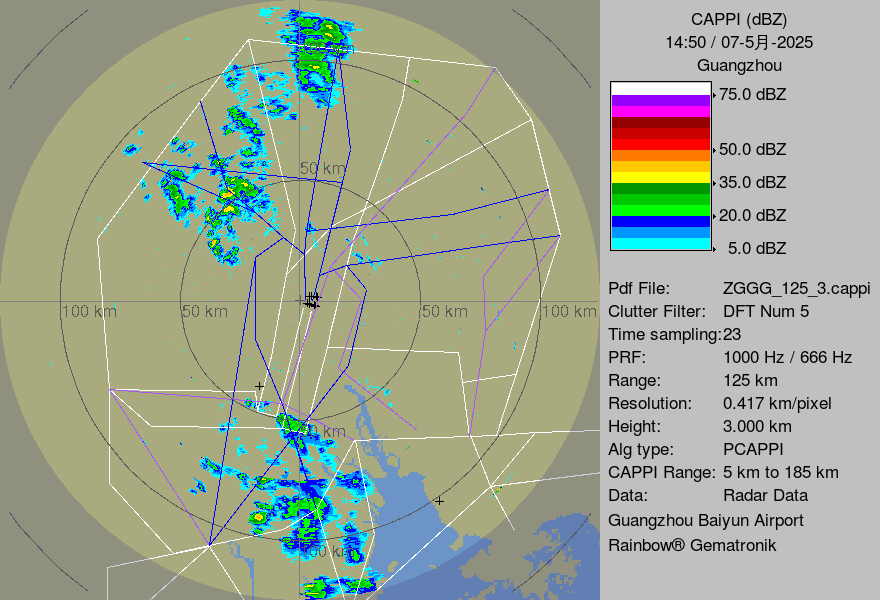 CAPPI (dBZ)
14:50 / 07-5月-2025
Guangzhou
75.0 dBZ
50.0 dBZ
35.0 dBZ
20.0 dBZ
5.0 dBZ
50 km
100 km
50 km
50 km
100 km
50 km
100 km
Pdf File: ZGGG_125_3.cappi
Clutter Filter: DFT Num 5
Time sampling:23
PRF: 1000 Hz / 666 Hz
Range: 125 km
Resolution: 0.417 km/pixel
Height: 3.000 km
Alg type: PCAPPI
CAPPI Range: 5 km to 185 km
Data: Radar Data
Guangzhou Baiyun Airport
Rainbow® Gematronik